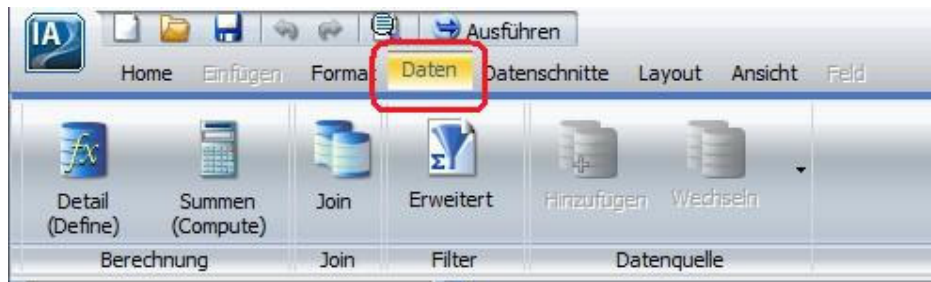 IA
Ausführen
Home Einfügen Format Daten Datenschnitte Layout Ansicht Feld
fx Σ
Detail (Define) Summen (Compute) Join Erweitert Hinzufügen Wechseln
Berechnung Join Filter Datenquelle